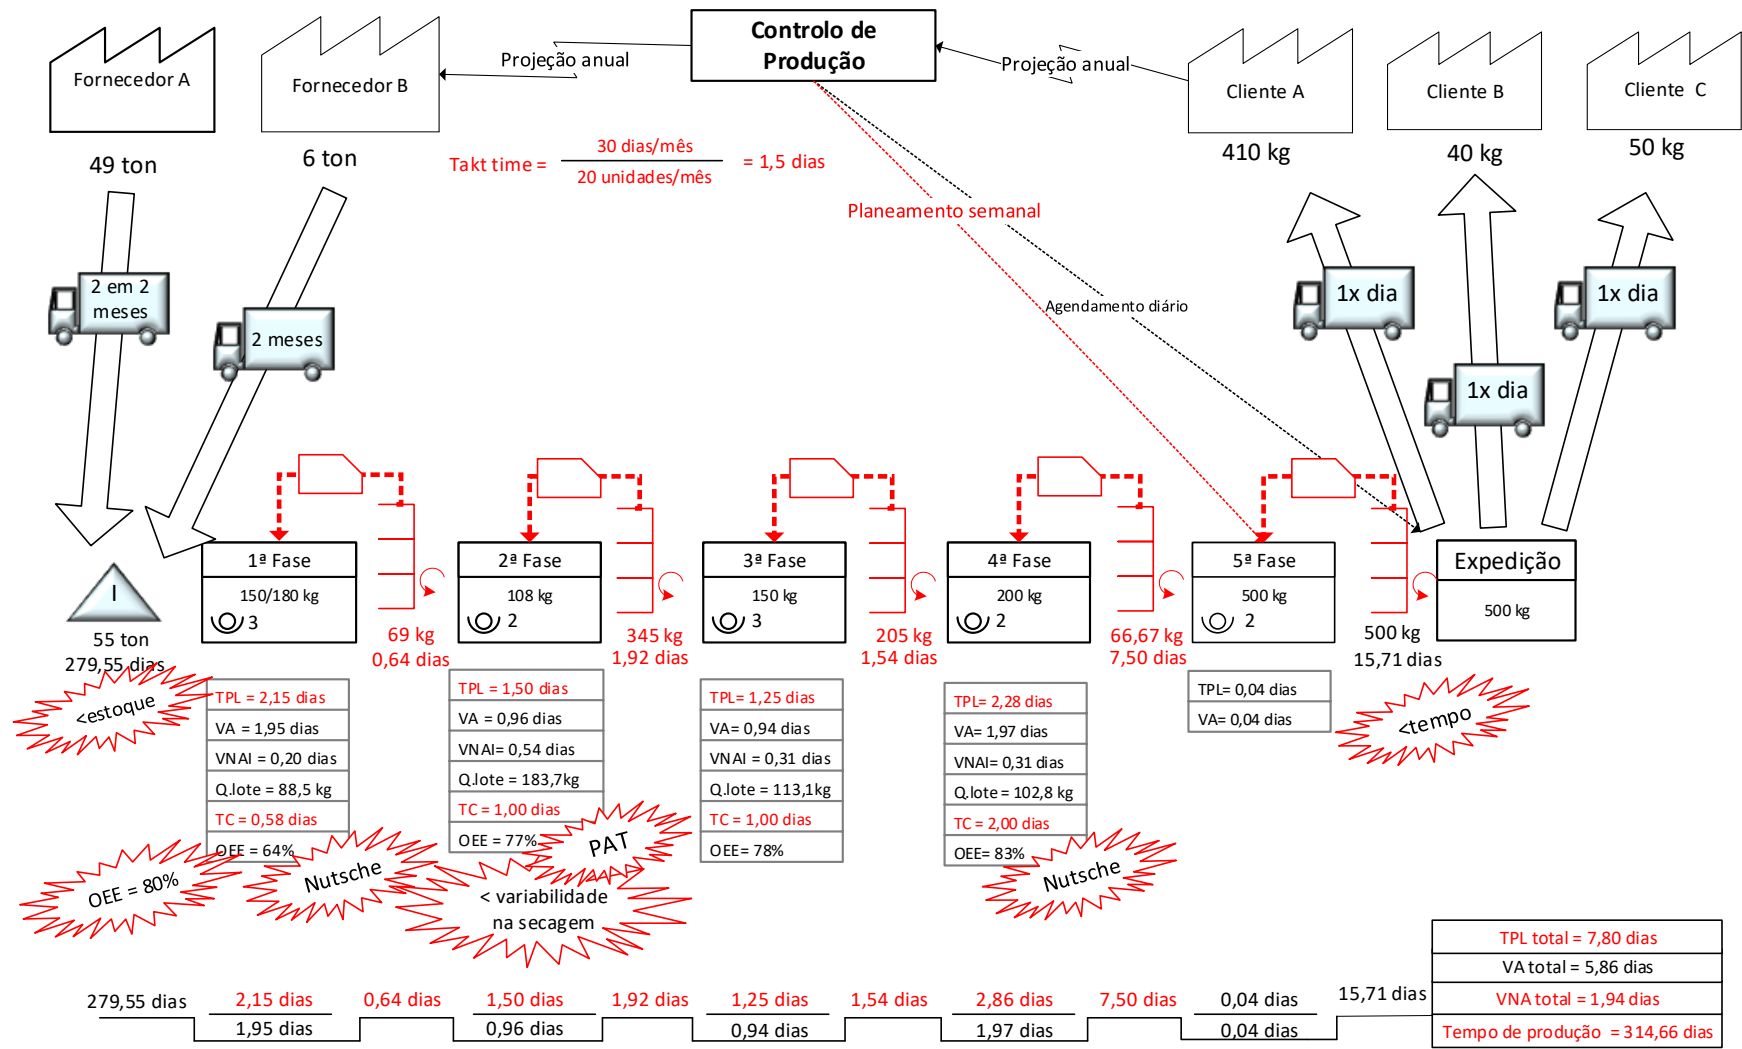 Fornecedor A
Fornecedor B
Projeção anual
Controlo de
Produção
Projeção anual
Cliente A
Cliente B
Cliente C
49 ton
6 ton
Takt time =
30 dias/mês
20 unidades/mês
= 1,5 dias
410 kg
40 kg
50 kg
Planeamento semanal
Agendamento diário
2 em 2
meses
2 meses
1x dia
1x dia
1x dia
I
55 ton
279,55 dias
<estoque
1ª Fase
150/180 kg
3
69 kg
0,64 dias
2ª Fase
108 kg
2
345 kg
1,92 dias
3ª Fase
150 kg
3
205 kg
1,54 dias
4ª Fase
200 kg
2
66,67 kg
7,50 dias
5ª Fase
500 kg
2
500 kg
15,71 dias
Expedição
500 kg
<tempo
TPL = 2,15 dias
VA = 1,95 dias
VNAI = 0,20 dias
Q.lote = 88,5 kg
TC = 0,58 dias
OEE = 64%
OEE = 80%
Nutsche
TPL = 1,50 dias
VA = 0,96 dias
VNAI= 0,54 dias
Q.lote = 183,7kg
TC = 1,00 dias
OEE = 77%
PAT
< variabilidade
na secagem
TPL= 1,25 dias
VA= 0,94 dias
VNAI= 0,31 dias
Q.lote= 113,1kg
TC = 1,00 dias
OEE= 78%
TPL= 2,28 dias
VA= 1,97 dias
VNAI= 0,31 dias
Q.lote= 102,8 kg
TC = 2,00 dias
OEE= 83%
Nutsche
TPL= 0,04 dias
VA= 0,04 dias
279,55 dias
2,15 dias
1,95 dias
0,64 dias
1,50 dias
0,96 dias
1,92 dias
1,25 dias
0,94 dias
1,54 dias
2,86 dias
1,97 dias
7,50 dias
0,04 dias
0,04 dias
15,71 dias
TPL total = 7,80 dias
VA total = 5,86 dias
VNA total = 1,94 dias
Tempo de produção = 314,66 dias